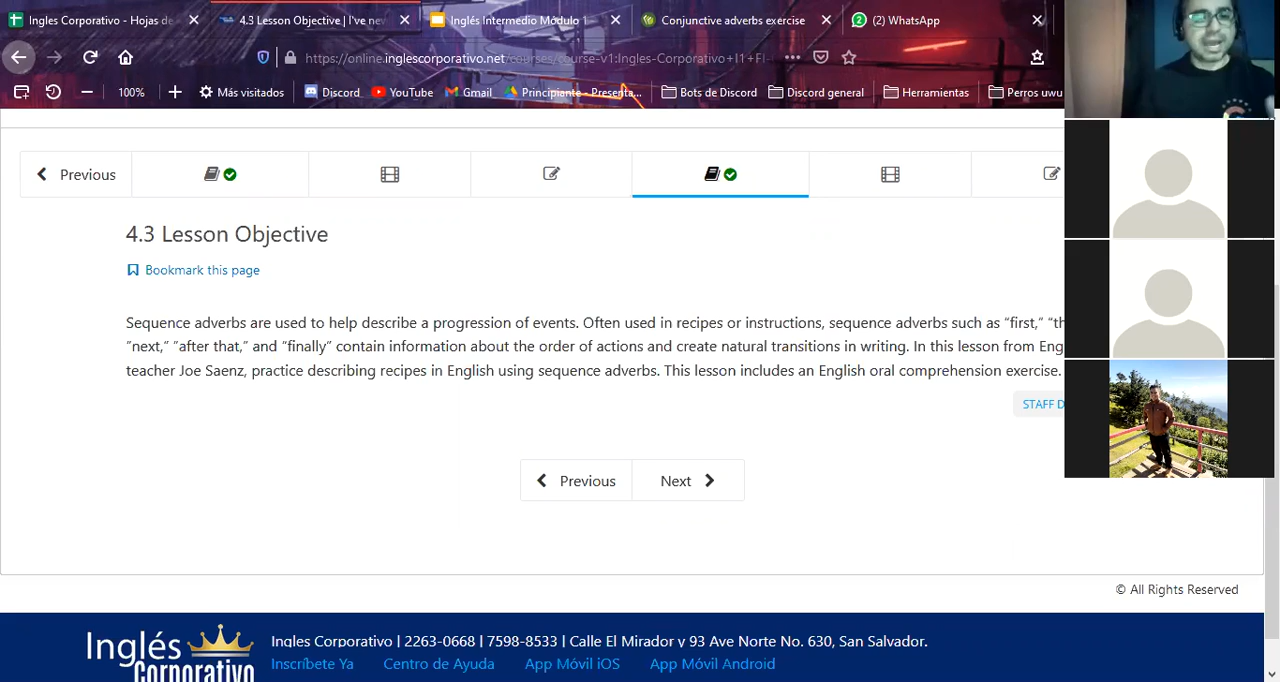 Ingles Corporativo - Hojas de
4.3 Lesson Objective | I've nev
Inglés Intermedio Módulo 1
Conjunctive adverbs exercise
(2) WhatsApp
https://online.inglescorporativo.net/courses/course-v1:Ingles-Corporativo+I1+FI-
100%
Más visitados
Discord
YouTube
Gmail
Principiante - Presenta...
Bots de Discord
Discord general
Herramientas
Perros uwu
Previous
4.3 Lesson Objective
Bookmark this page
Sequence adverbs are used to help describe a progression of events. Often used in recipes or instructions, sequence adverbs such as “first,” “th
”next,” ”after that,” and ”finally” contain information about the order of actions and create natural transitions in writing. In this lesson from Eng
teacher Joe Saenz, practice describing recipes in English using sequence adverbs. This lesson includes an English oral comprehension exercise.
STAFF D
Previous
Next
© All Rights Reserved
Inglés
Corporativo
Ingles Corporativo | 2263-0668 | 7598-8533 | Calle El Mirador y 93 Ave Norte No. 630, San Salvador.
Inscríbete Ya
Centro de Ayuda
App Móvil iOS
App Móvil Android